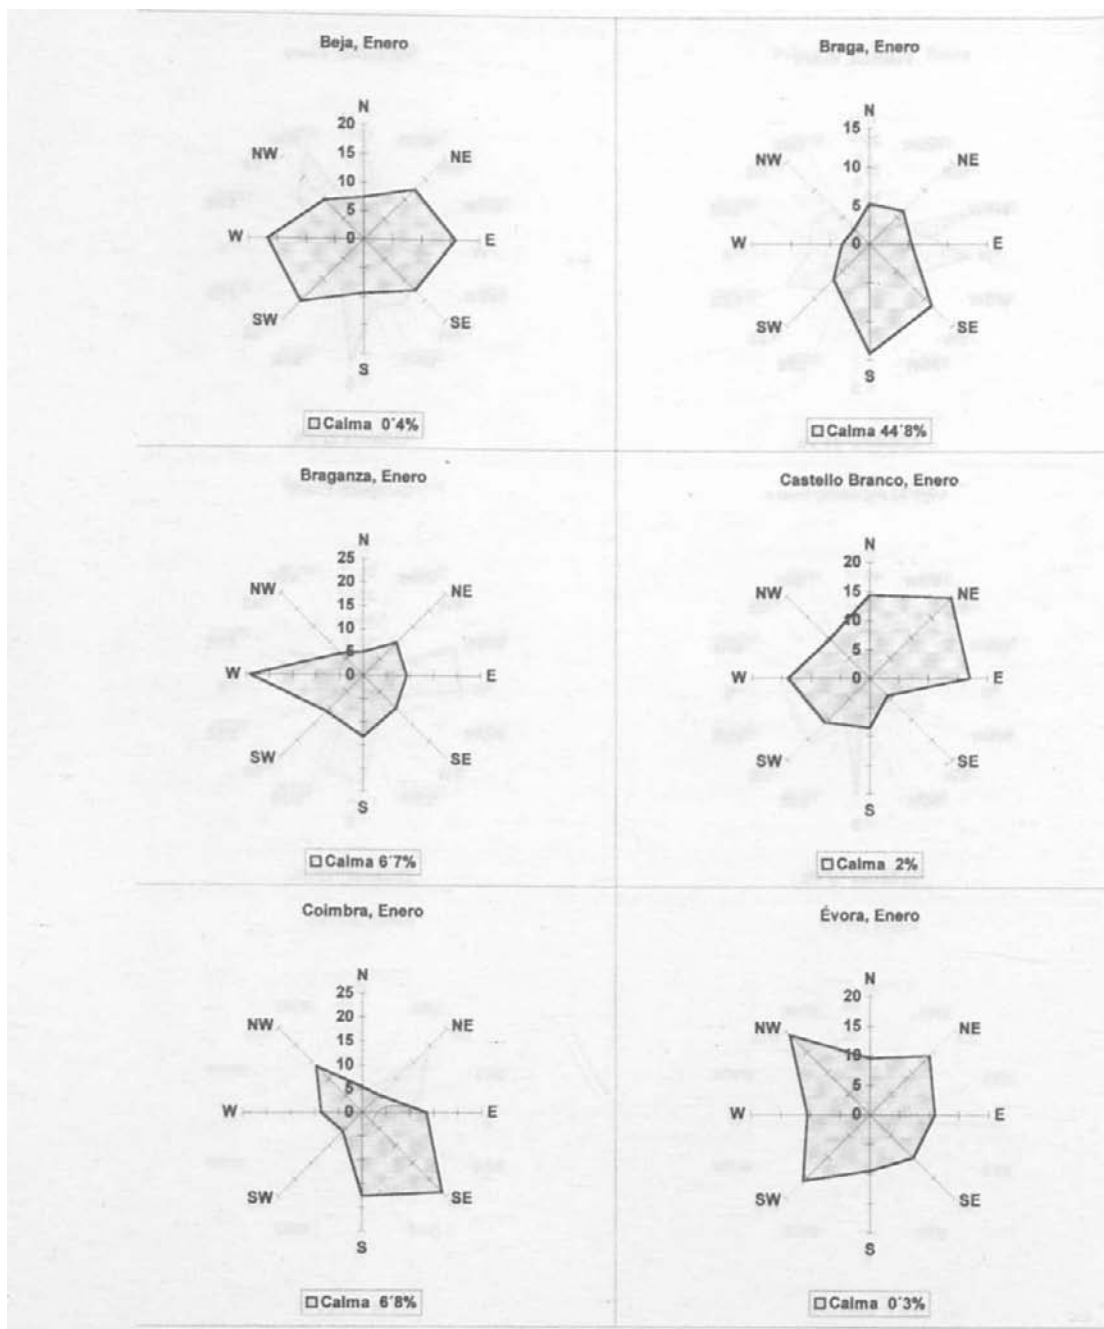 Beja, Enero
N
20
15
10
5
0
NW
NE
W
E
SW
SE
S
Calma 0´4%
Braga, Enero
N
15
10
5
0
NW
NE
W
E
SW
SE
S
Calma 44´8%
Braganza, Enero
N
25
20
15
10
5
0
NW
NE
W
E
SW
SE
S
Calma 6´7%
Castello Branco, Enero
N
20
15
10
5
0
NW
NE
W
E
SW
SE
S
Calma 2%
Coimbra, Enero
N
25
20
15
10
5
0
NW
NE
W
E
SW
SE
S
Calma 6´8%
Évora, Enero
N
20
15
10
5
0
NW
NE
W
E
SW
SE
S
Calma 0´3%